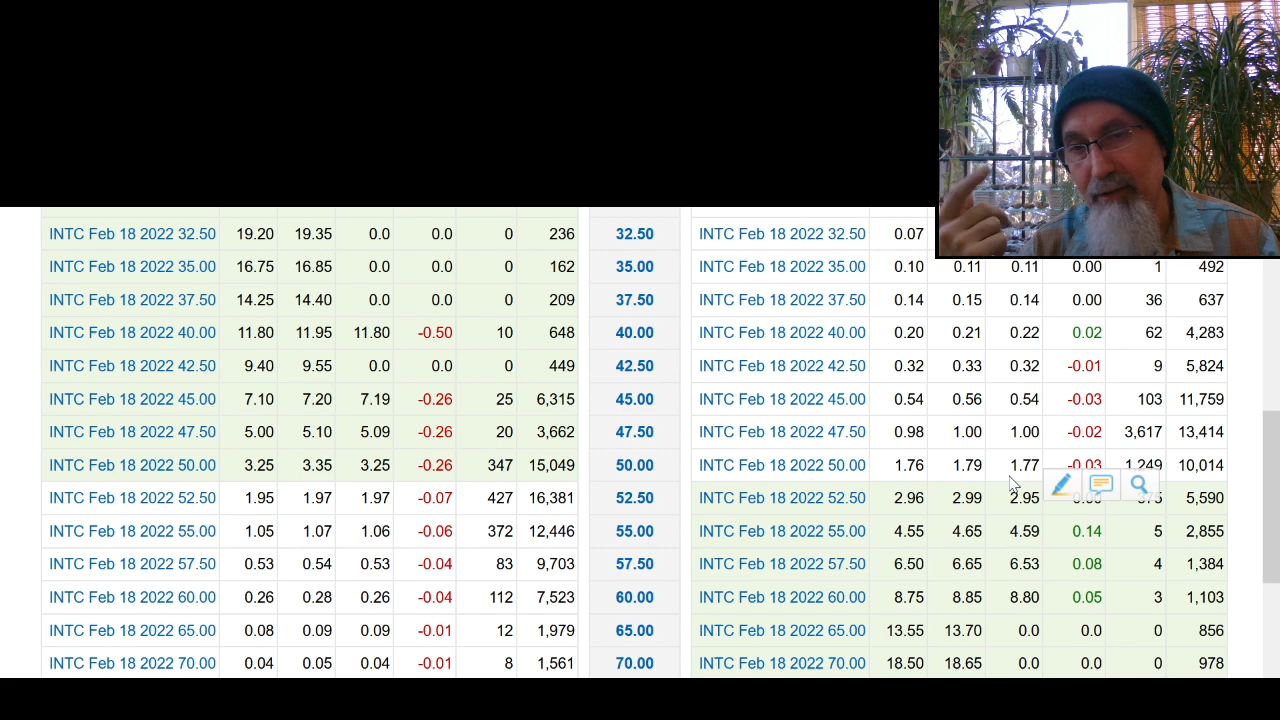 INTC Feb 18 2022 32.50 19.20 19.35 0.0 0.0 0 236 32.50 INTC Feb 18 2022 32.50 0.07
INTC Feb 18 2022 35.00 16.75 16.85 0.0 0.0 0 162 35.00 INTC Feb 18 2022 35.00 0.10 0.11 0.11 0.00 1 492
INTC Feb 18 2022 37.50 14.25 14.40 0.0 0.0 0 209 37.50 INTC Feb 18 2022 37.50 0.14 0.15 0.14 0.00 36 637
INTC Feb 18 2022 40.00 11.80 11.95 11.80 -0.50 10 648 40.00 INTC Feb 18 2022 40.00 0.20 0.21 0.22 0.02 62 4,283
INTC Feb 18 2022 42.50 9.40 9.55 0.0 0.0 0 449 42.50 INTC Feb 18 2022 42.50 0.32 0.33 0.32 -0.01 9 5,824
INTC Feb 18 2022 45.00 7.10 7.20 7.19 -0.26 25 6,315 45.00 INTC Feb 18 2022 45.00 0.54 0.56 0.54 -0.03 103 11,759
INTC Feb 18 2022 47.50 5.00 5.10 5.09 -0.26 20 3,662 47.50 INTC Feb 18 2022 47.50 0.98 1.00 1.00 -0.02 3,617 13,414
INTC Feb 18 2022 50.00 3.25 3.35 3.25 -0.26 347 15,049 50.00 INTC Feb 18 2022 50.00 1.76 1.79 1.77 -0.03 1,249 10,014
INTC Feb 18 2022 52.50 1.95 1.97 1.97 -0.07 427 16,381 52.50 INTC Feb 18 2022 52.50 2.96 2.99 2.95 5,590
INTC Feb 18 2022 55.00 1.05 1.07 1.06 -0.06 372 12,446 55.00 INTC Feb 18 2022 55.00 4.55 4.65 4.59 0.14 5 2,855
INTC Feb 18 2022 57.50 0.53 0.54 0.53 -0.04 83 9,703 57.50 INTC Feb 18 2022 57.50 6.50 6.65 6.53 0.08 4 1,384
INTC Feb 18 2022 60.00 0.26 0.28 0.26 -0.04 112 7,523 60.00 INTC Feb 18 2022 60.00 8.75 8.85 8.80 0.05 3 1,103
INTC Feb 18 2022 65.00 0.08 0.09 0.09 -0.01 12 1,979 65.00 INTC Feb 18 2022 65.00 13.55 13.70 0.0 0.0 0 856
INTC Feb 18 2022 70.00 0.04 0.05 0.04 -0.01 8 1,561 70.00 INTC Feb 18 2022 70.00 18.50 18.65 0.0 0.0 0 978